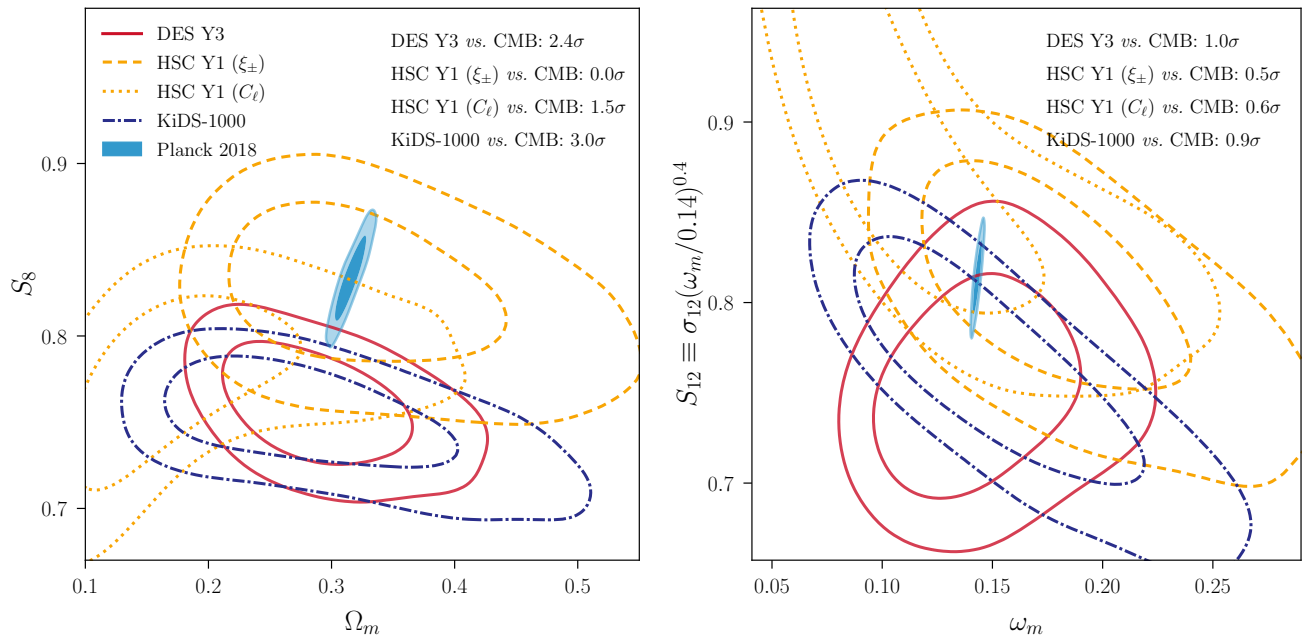 DES Y3
HSC Y1 (ξ±)
HSC Y1 (Cℓ)
KiDS-1000
Planck 2018
DES Y3 vs. CMB: 2.4σ
HSC Y1 (ξ±) vs. CMB: 0.0σ
HSC Y1 (Cℓ) vs. CMB: 1.5σ
KiDS-1000 vs. CMB: 3.0σ
S8
0.9
0.8
0.7
0.1 0.2 0.3 0.4 0.5
Ωm
DES Y3 vs. CMB: 1.0σ
HSC Y1 (ξ±) vs. CMB: 0.5σ
HSC Y1 (Cℓ) vs. CMB: 0.6σ
KiDS-1000 vs. CMB: 0.9σ
S12 ≡ σ12(ωm/0.14)^0.4
0.9
0.8
0.7
0.05 0.10 0.15 0.20 0.25
ωm